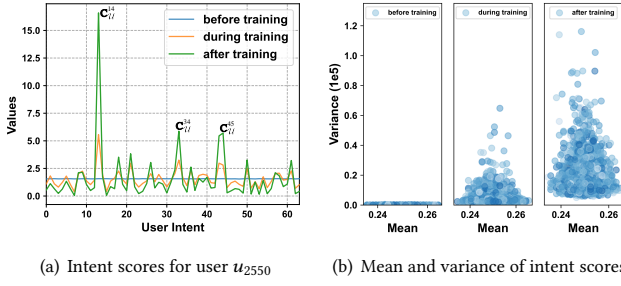 before training
during training
after training
C_U^14
C_U^34
C_U^45
Values
15.0
12.5
10.0
7.5
5.0
2.5
0.0
0 10 20 30 40 50 60
User Intent
before training
during training
after training
Variance (1e5)
1.2
1.0
0.8
0.6
0.4
0.2
0.0
0.24 0.26 0.24 0.26 0.24 0.26
Mean Mean Mean
(a) Intent scores for user u2550
(b) Mean and variance of intent scores